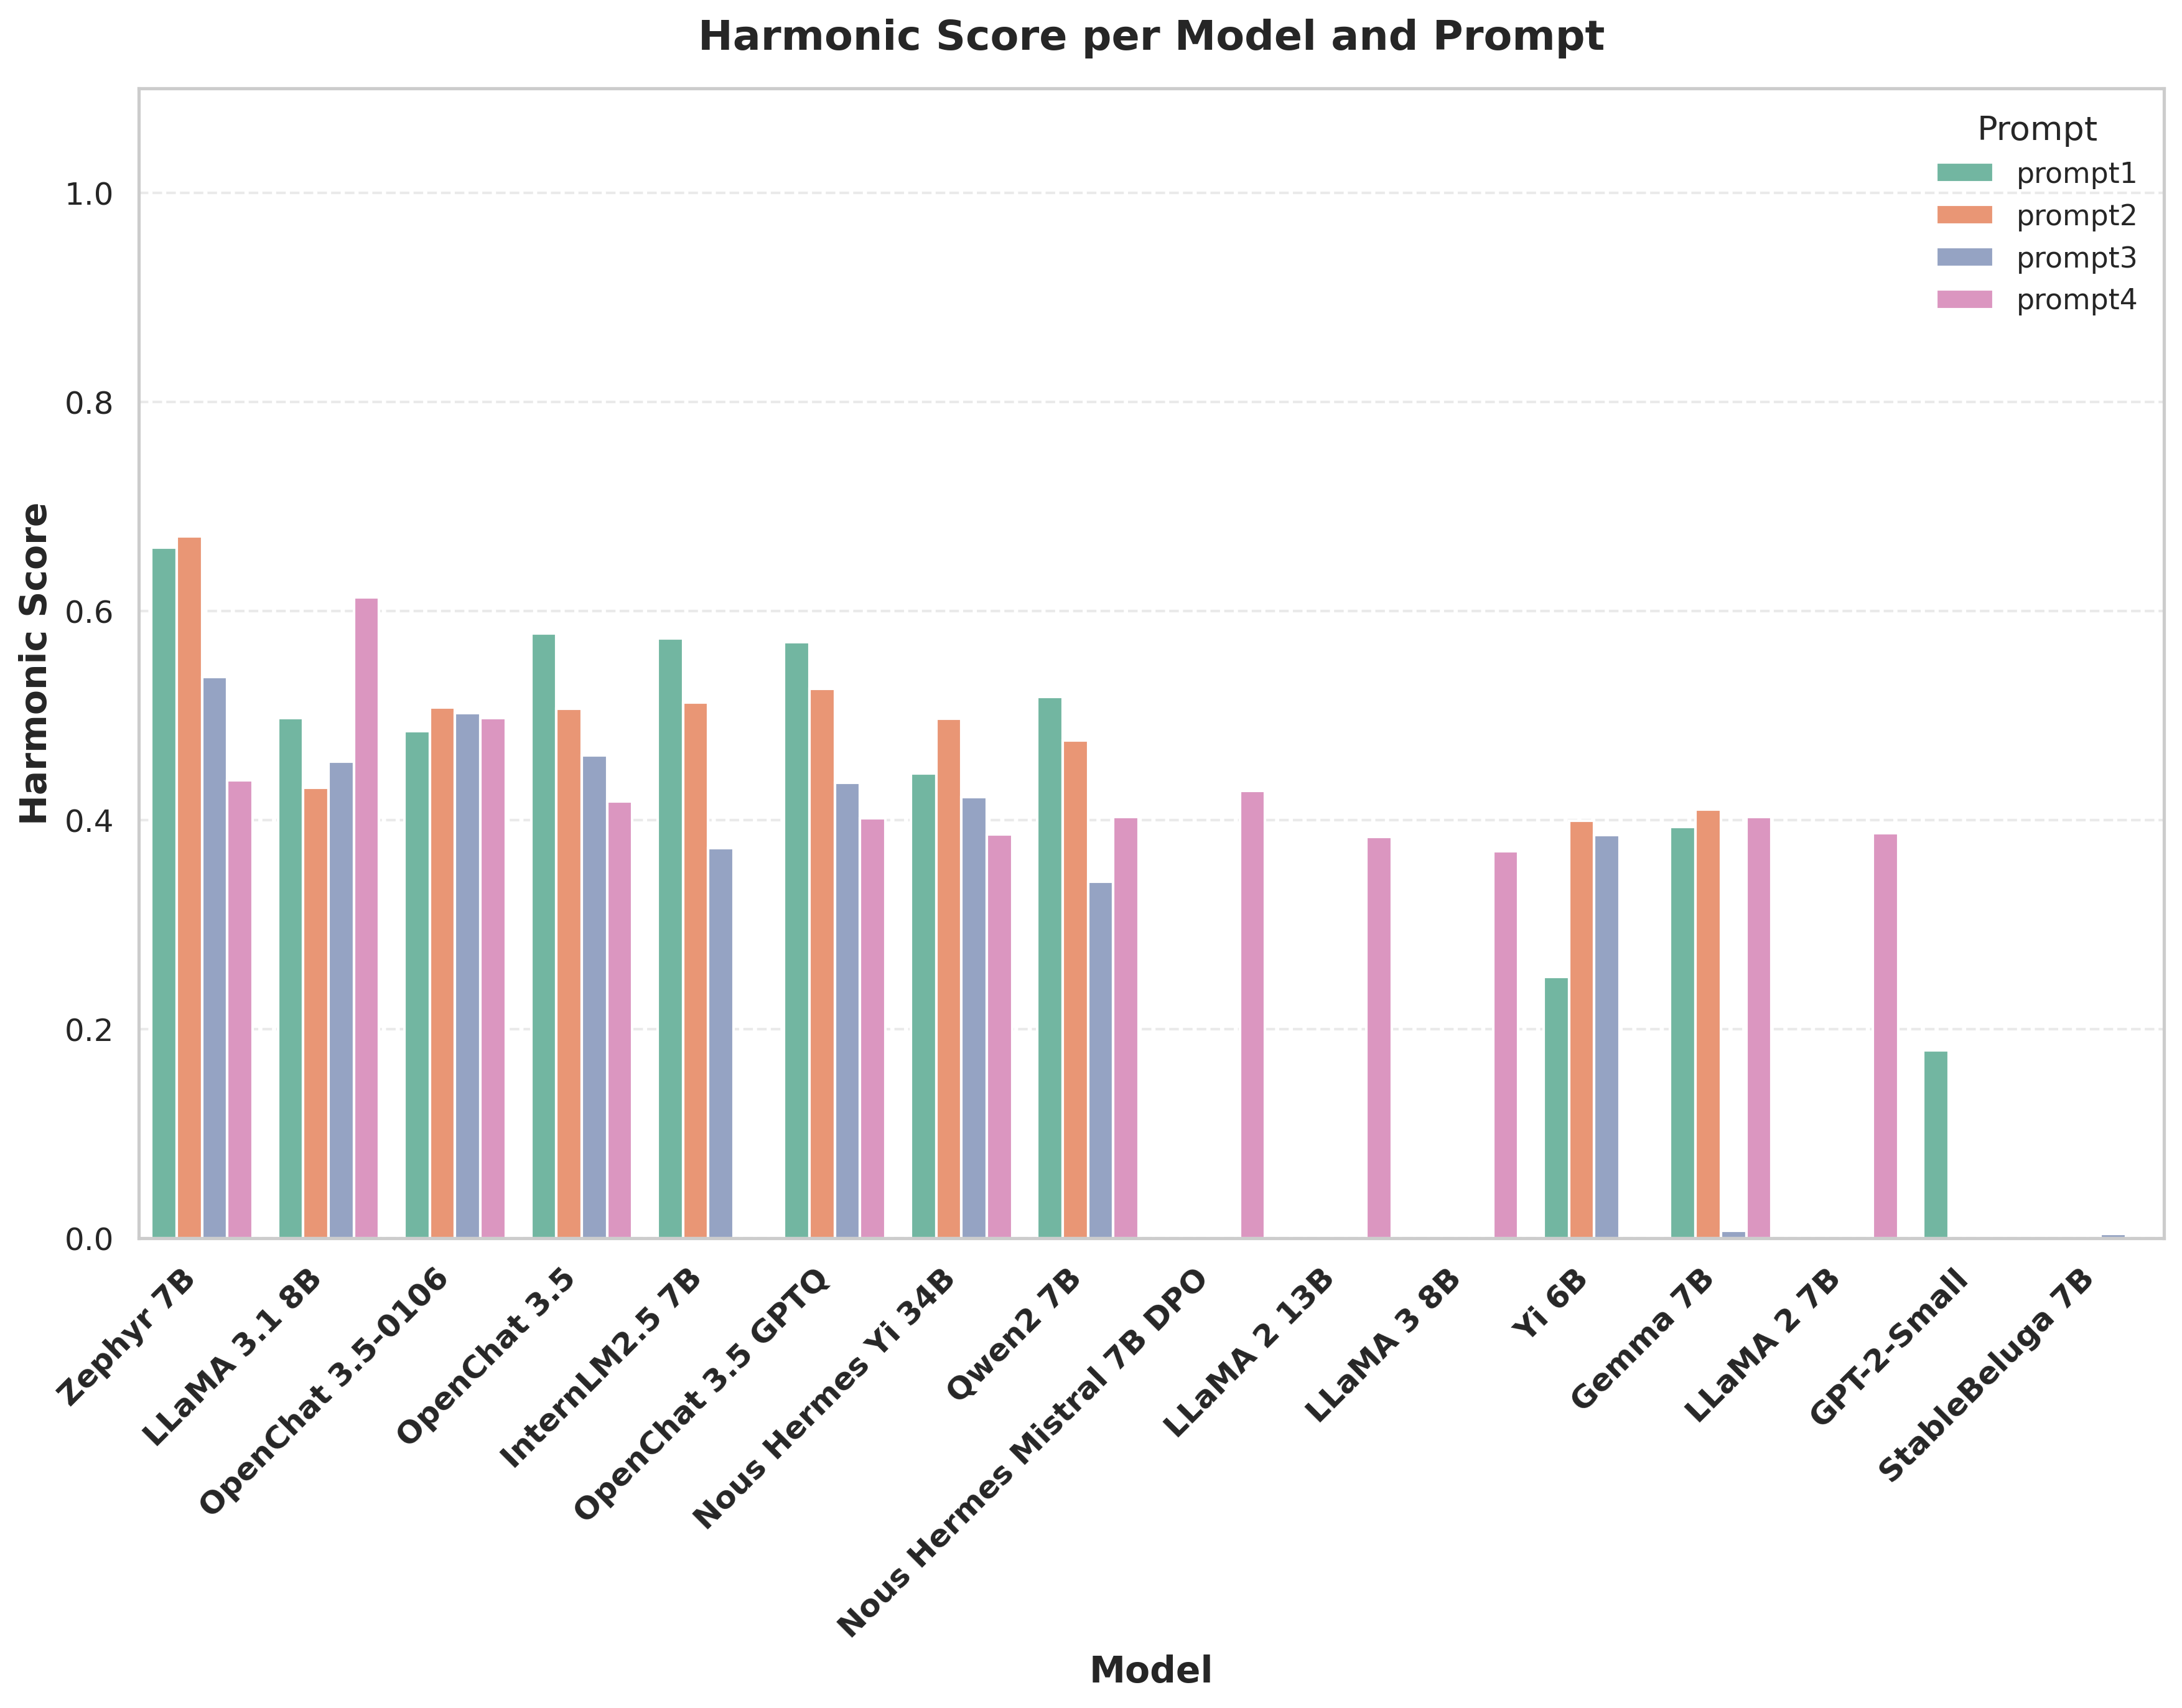 Harmonic Score per Model and Prompt
Prompt
prompt1
prompt2
prompt3
prompt4
Harmonic Score
1.0
0.8
0.6
0.4
0.2
0.0
Zephyr 7B
LLaMA 3.1 8B
OpenChat 3.5-0106
OpenChat 3.5
InternLM2.5 7B
OpenChat 3.5 GPTQ
Nous Hermes Yi 34B
Qwen2 7B
Nous Hermes Mistral 7B DPO
LLaMA 2 13B
LLaMA 3 8B
Yi 6B
Gemma 7B
LLaMA 2 7B
GPT-2-Small
StableBeluga 7B
Model